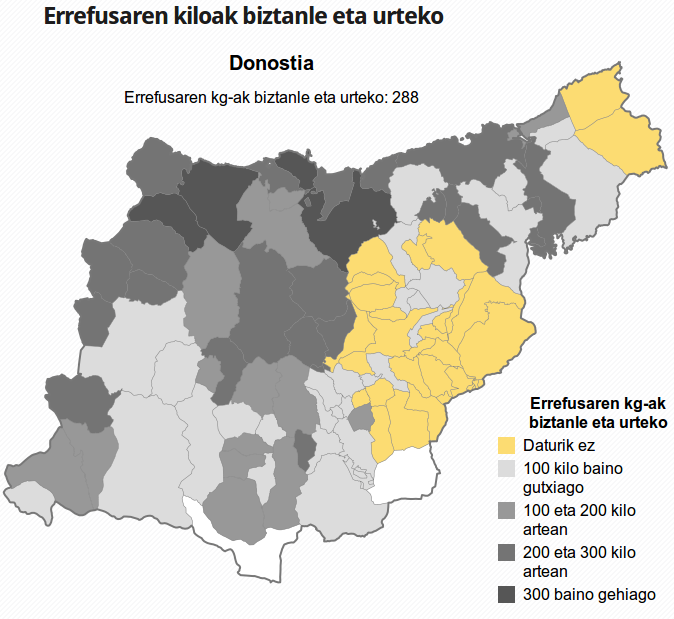 Errefusaren kiloak biztanle eta urteko
Donostia
Errefusaren kg-ak biztanle eta urteko: 288
Errefusaren kg-ak
biztanle eta urteko
Daturik ez
100 kilo baino
gutxiago
100 eta 200 kilo
artean
200 eta 300 kilo
artean
300 baino gehiago